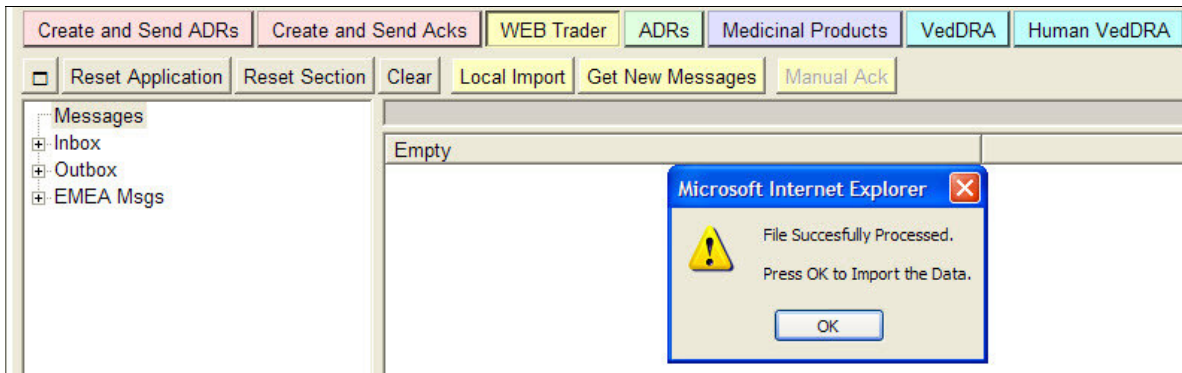 Create and Send ADRs Create and Send Acks WEB Trader ADRs Medicinal Products VedDRA Human VedDRA
Reset Application Reset Section Clear Local Import Get New Messages Manual Ack
Messages
Inbox
Outbox
EMEA Msgs
Empty
Microsoft Internet Explorer
File Succesfully Processed.
Press OK to Import the Data.
OK